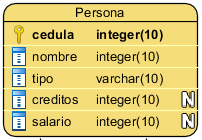 Persona
cedula integer(10)
nombre integer(10)
tipo varchar(10)
creditos integer(10) N
salario integer(10) N